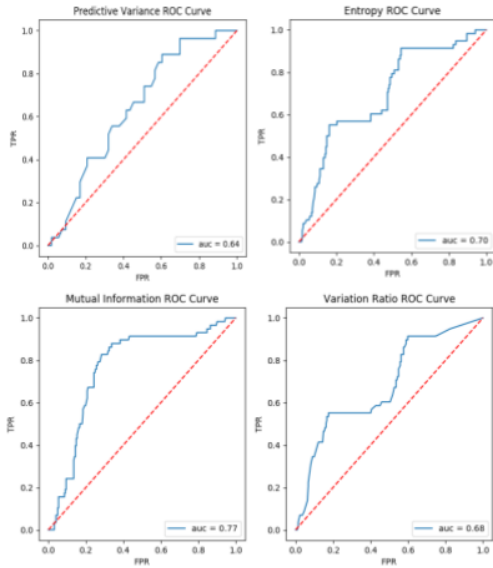 Predictive Variance ROC Curve
1.0
0.8
0.6
0.4
0.2
0.0
TPR
0.0 0.2 0.4 0.6 0.8 1.0
FPR
auc = 0.64
Entropy ROC Curve
1.0
0.8
0.6
0.4
0.2
0.0
TPR
0.0 0.2 0.4 0.6 0.8 1.0
FPR
auc = 0.70
Mutual Information ROC Curve
1.0
0.8
0.6
0.4
0.2
0.0
TPR
0.0 0.2 0.4 0.6 0.8 1.0
FPR
auc = 0.77
Variation Ratio ROC Curve
1.0
0.8
0.6
0.4
0.2
0.0
TPR
0.0 0.2 0.4 0.6 0.8 1.0
FPR
auc = 0.68